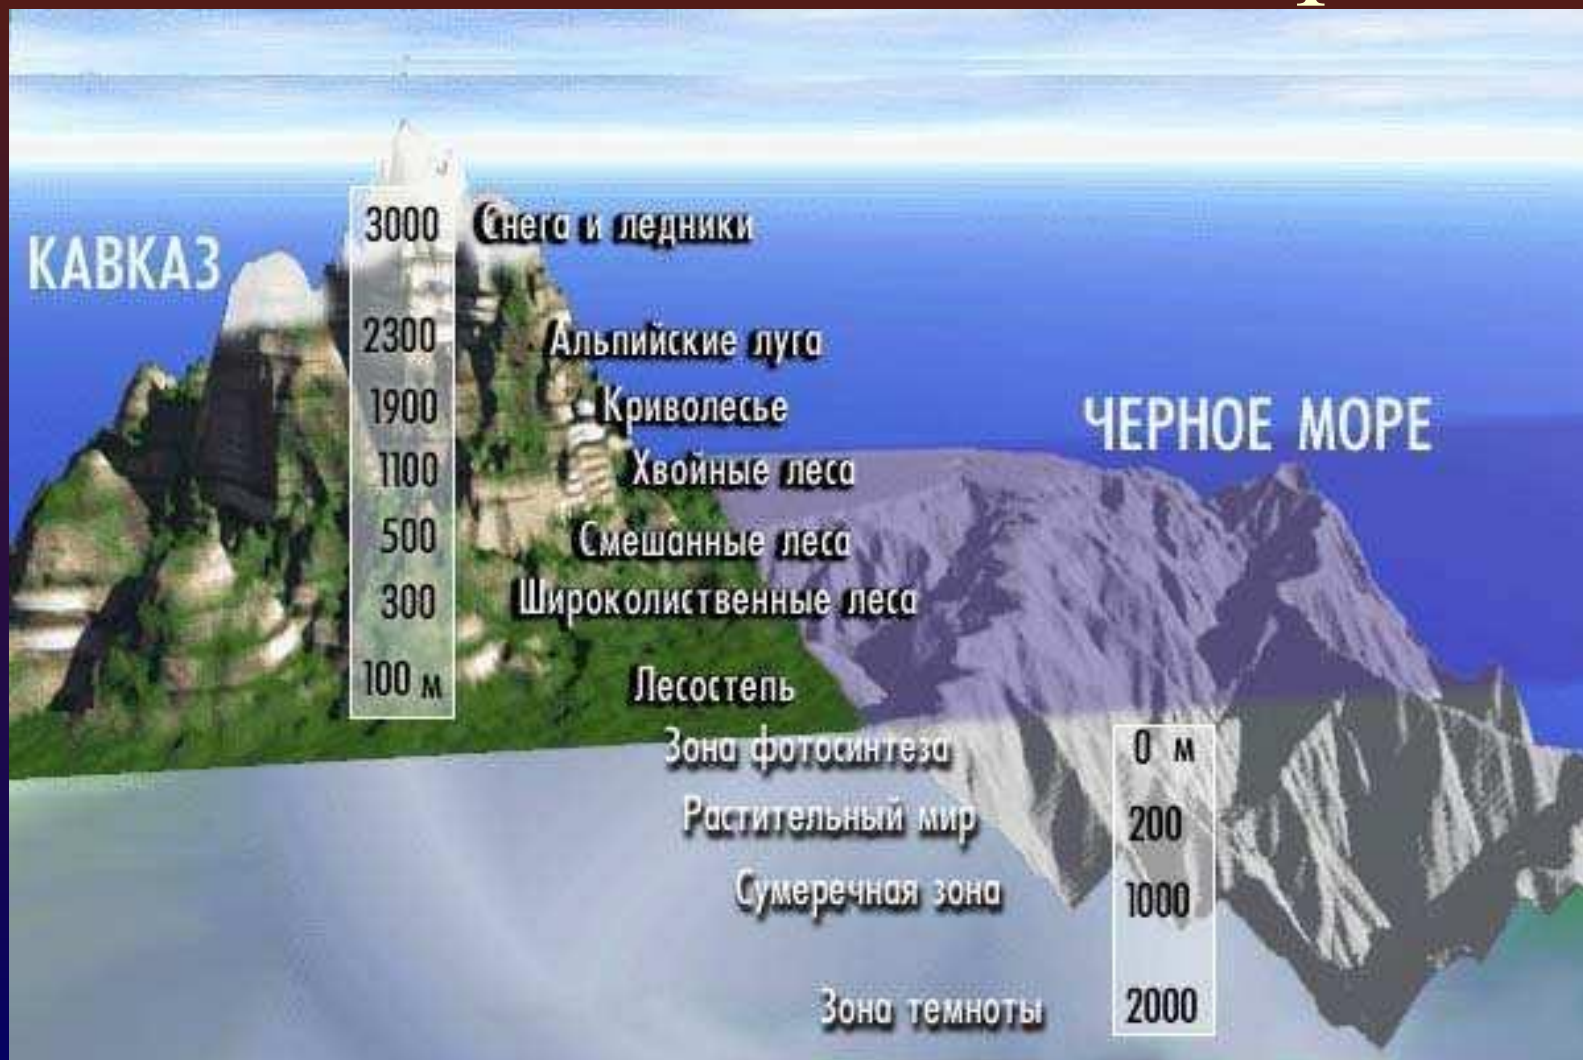 КАВКАЗ
3000 Снега и ледники
2300 Альпийские луга
1900 Криволесье
1100 Хвойные леса
500 Смешанные леса
300 Широколиственные леса
100 м Лесостепь
ЧЕРНОЕ МОРЕ
Зона фотосинтеза 0 м
Растительный мир 200
Сумеречная зона 1000
Зона темноты 2000